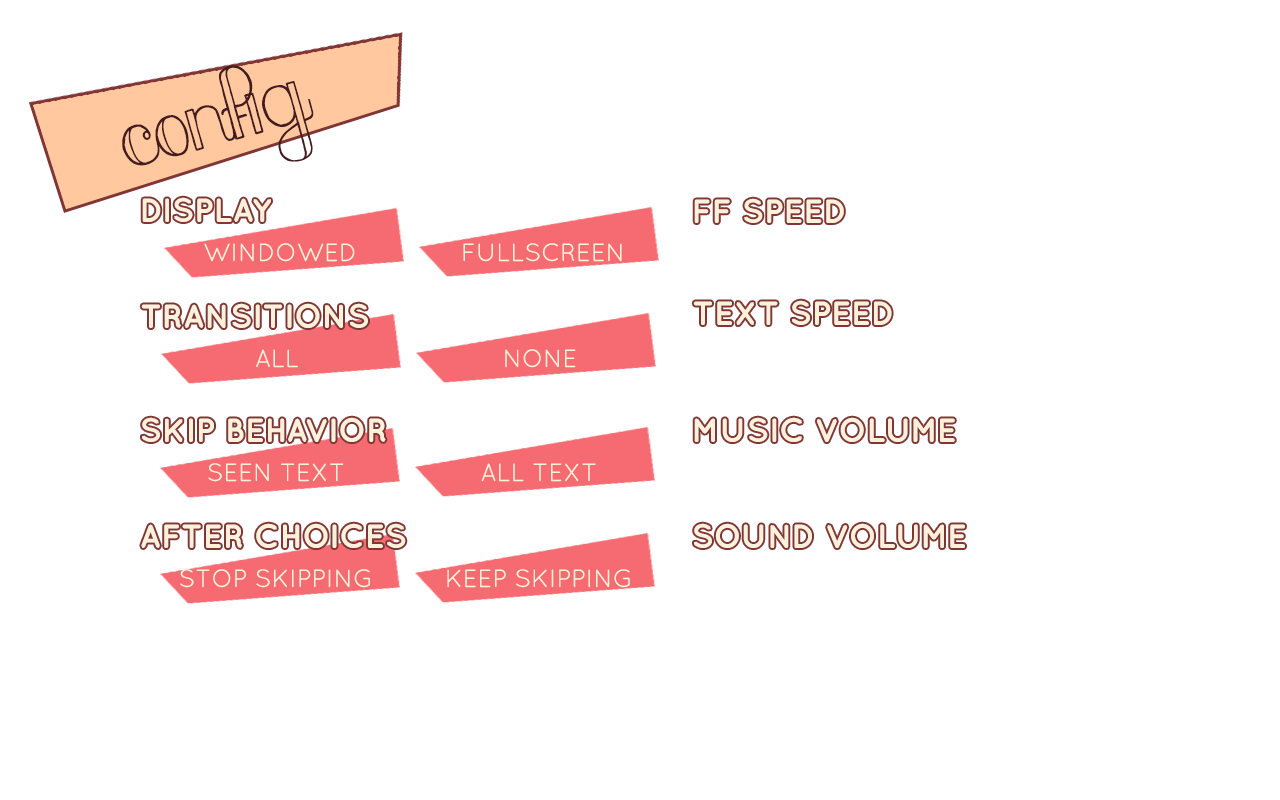 config
DISPLAY
WINDOWED
FULLSCREEN
TRANSITIONS
ALL
NONE
SKIP BEHAVIOR
SEEN TEXT
ALL TEXT
AFTER CHOICES
STOP SKIPPING
KEEP SKIPPING
FF SPEED
TEXT SPEED
MUSIC VOLUME
SOUND VOLUME